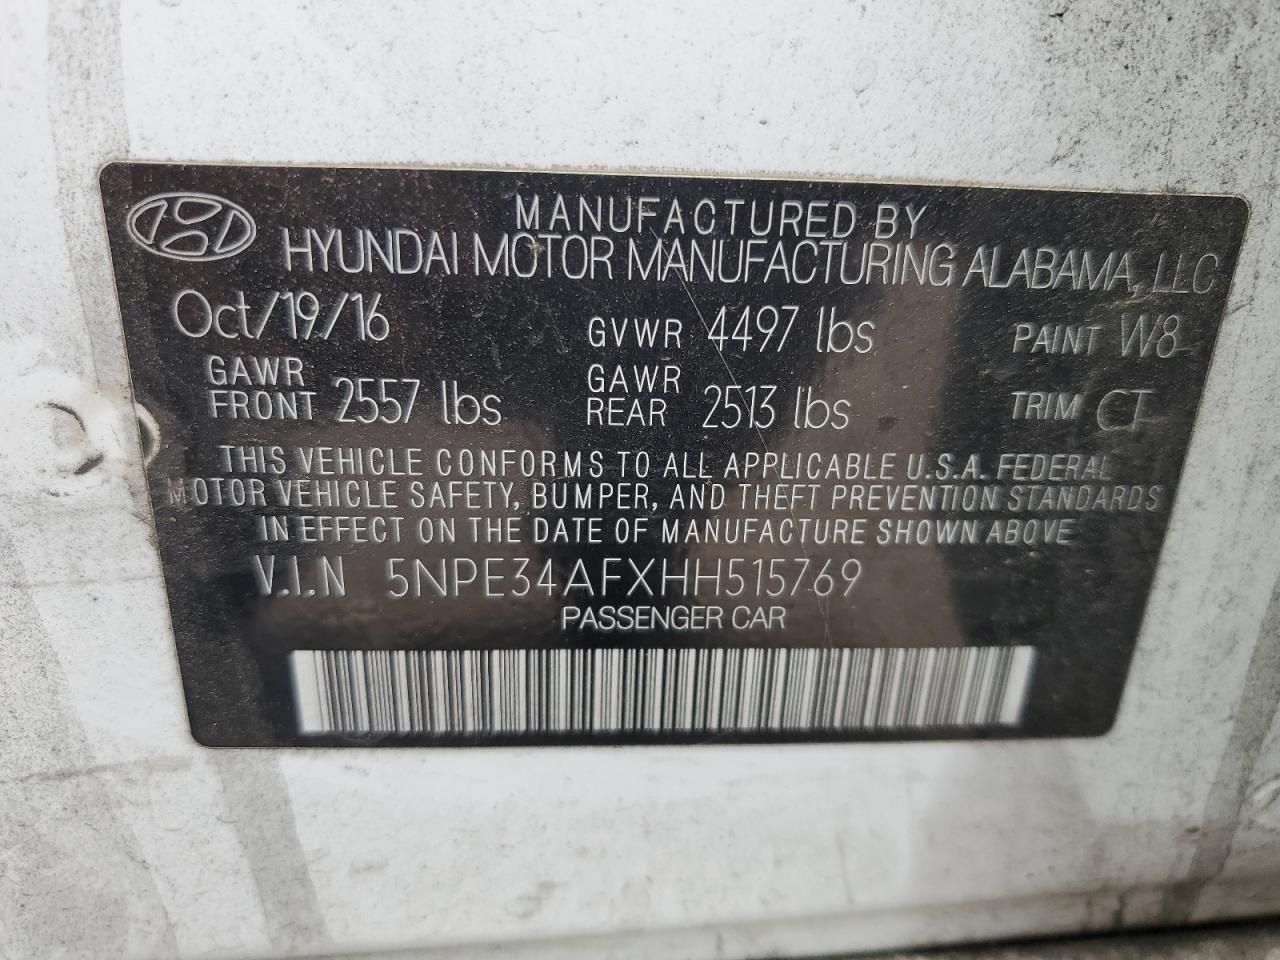 MANUFACTURED BY
HYUNDAI MOTOR MANUFACTURING ALABAMA, LLC
Oct/19/16 GVWR 4497 lbs PAINT W8
GAWR FRONT 2557 lbs GAWR REAR 2513 lbs TRIM CT
THIS VEHICLE CONFORMS TO ALL APPLICABLE U.S.A. FEDERAL
MOTOR VEHICLE SAFETY, BUMPER, AND THEFT PREVENTION STANDARDS
IN EFFECT ON THE DATE OF MANUFACTURE SHOWN ABOVE
V.I.N 5NPE34AFXHH515769
PASSENGER CAR